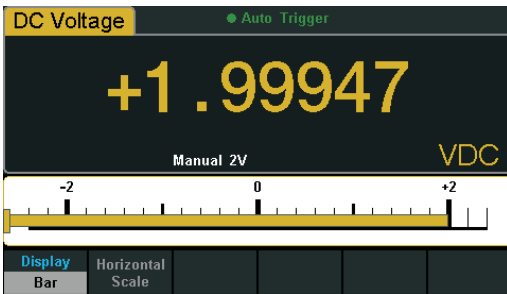 DC Voltage
Auto Trigger
+1.99947
Manual 2V
VDC
-2 0 +2
Display Horizontal
Bar Scale